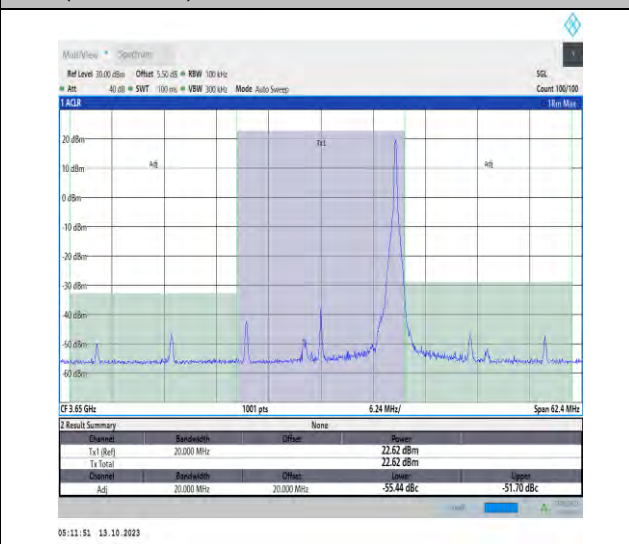 MultiView Spectrum
Ref Level 30.00 dBm Offset 5.50 dB RBW 100 kHz SGL
Att 40 dB SWT 100 ms VBW 300 kHz Mode Auto Sweep Count 100/100
1 ACLR 1Rm Max
20 dBm
Tx1
10 dBm Adj Adj
0 dBm
-10 dBm
-20 dBm
-30 dBm
-40 dBm
-50 dBm
-60 dBm
CF 3.65 GHz 1001 pts 6.24 MHz/ Span 62.4 MHz
2 Result Summary None
Channel Bandwidth Offset Power
Tx1 (Ref) 20.000 MHz 22.62 dBm
Tx Total 22.62 dBm
Channel Bandwidth Offset Lower Upper
Adj 20.000 MHz 20.000 MHz -55.44 dBc -51.70 dBc
05:11:51 13.10.2023